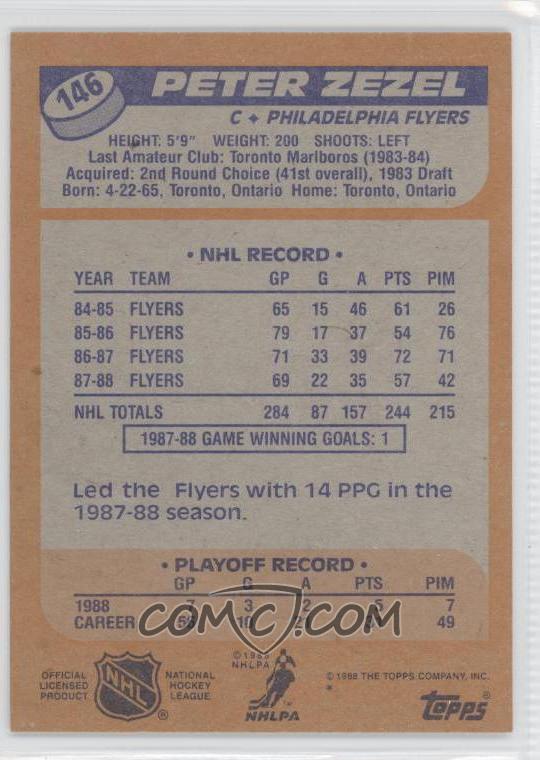 146
PETER ZEZEL
C ✦ PHILADELPHIA FLYERS
HEIGHT: 5'9" WEIGHT: 200 SHOOTS: LEFT
Last Amateur Club: Toronto Marlboros (1983-84)
Acquired: 2nd Round Choice (41st overall), 1983 Draft
Born: 4-22-65, Toronto, Ontario Home: Toronto, Ontario
• NHL RECORD •
YEAR TEAM GP G A PTS PIM
84-85 FLYERS 65 15 46 61 26
85-86 FLYERS 79 17 37 54 76
86-87 FLYERS 71 33 39 72 71
87-88 FLYERS 69 22 35 57 42
NHL TOTALS 284 87 157 244 215
1987-88 GAME WINNING GOALS: 1
Led the Flyers with 14 PPG in the
1987-88 season.
• PLAYOFF RECORD •
GP G A PTS PIM
1988 7 3 2 5 7
CAREER 56 49
COMC.COM
OFFICIAL LICENSED PRODUCT
NHL
®
NATIONAL HOCKEY LEAGUE
© 1988
NHLPA
NHLPA
© 1988 THE TOPPS COMPANY, INC.
*
topps®